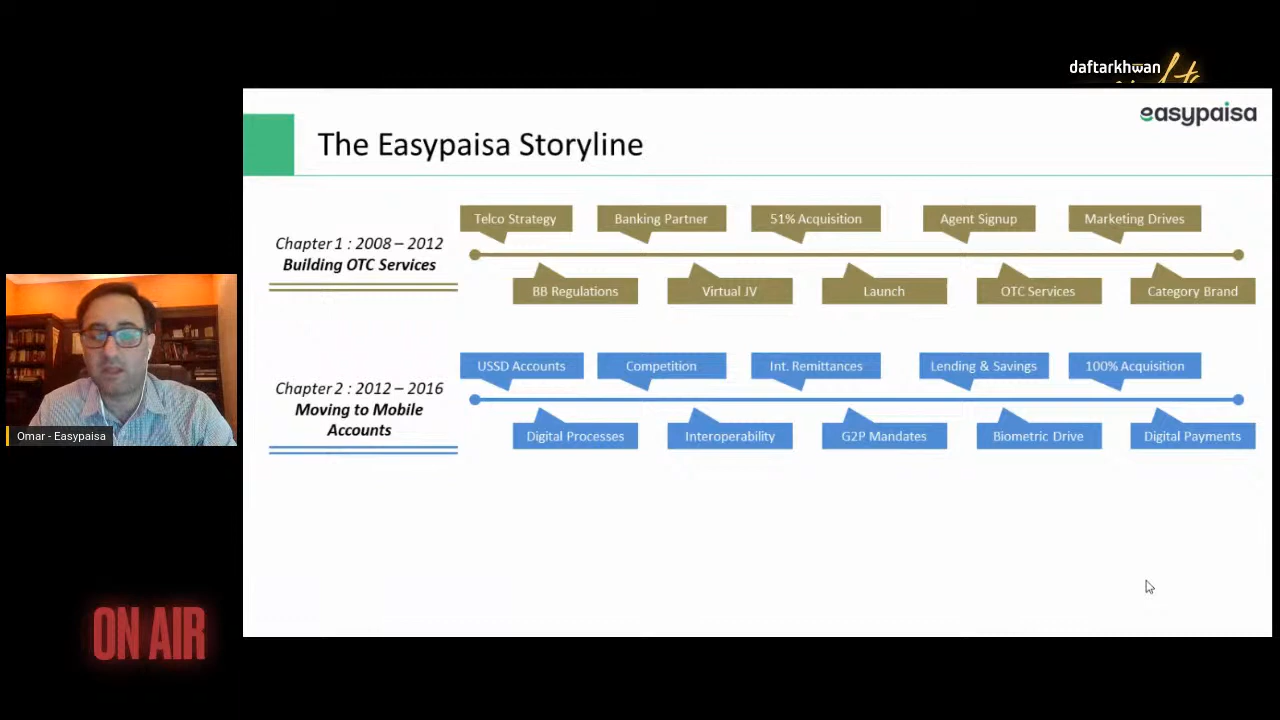 daftarkhwan
easypaisa
The Easypaisa Storyline
Chapter 1 : 2008 – 2012
Building OTC Services
Telco Strategy
Banking Partner
51% Acquisition
Agent Signup
Marketing Drives
BB Regulations
Virtual JV
Launch
OTC Services
Category Brand
Chapter 2 : 2012 – 2016
Moving to Mobile
Accounts
USSD Accounts
Competition
Int. Remittances
Lending & Savings
100% Acquisition
Digital Processes
Interoperability
G2P Mandates
Biometric Drive
Digital Payments
Omar - Easypaisa
ON AIR